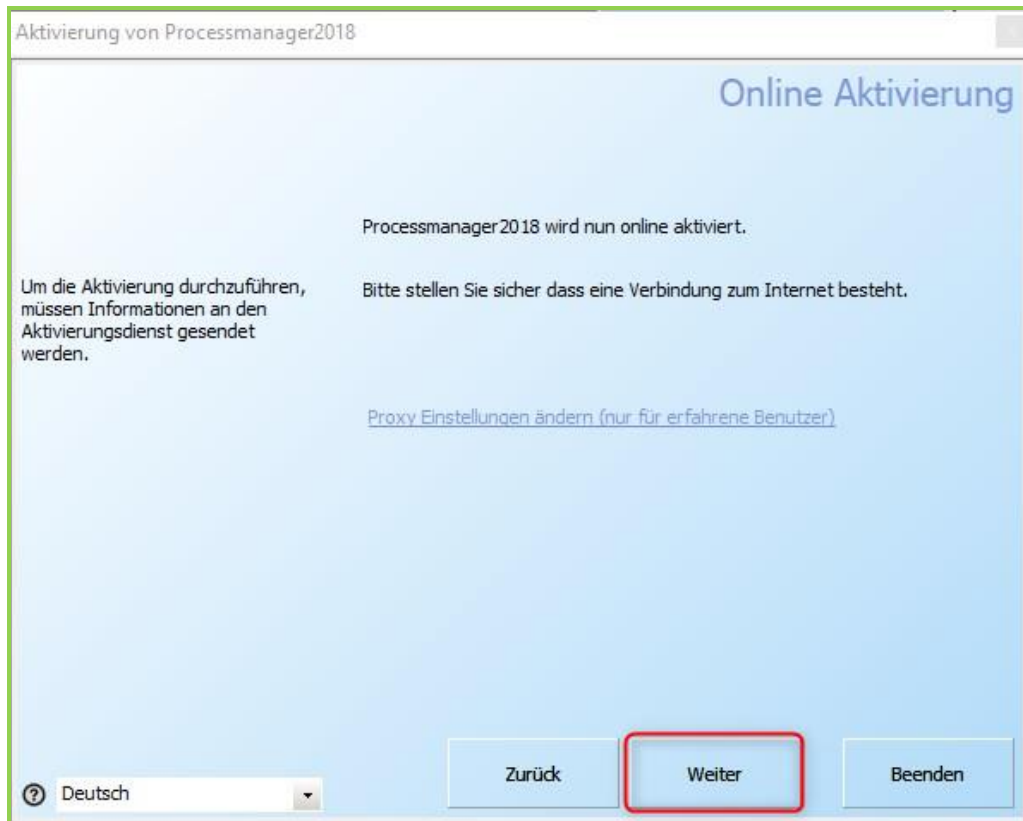 Aktivierung von Processmanager2018
Online Aktivierung
Processmanager2018 wird nun online aktiviert.
Um die Aktivierung durchzuführen,
müssen Informationen an den
Aktivierungsdienst gesendet
werden.
Bitte stellen Sie sicher dass eine Verbindung zum Internet besteht.
Proxy Einstellungen ändern (nur für erfahrene Benutzer)
Zurück
Weiter
Beenden
? Deutsch